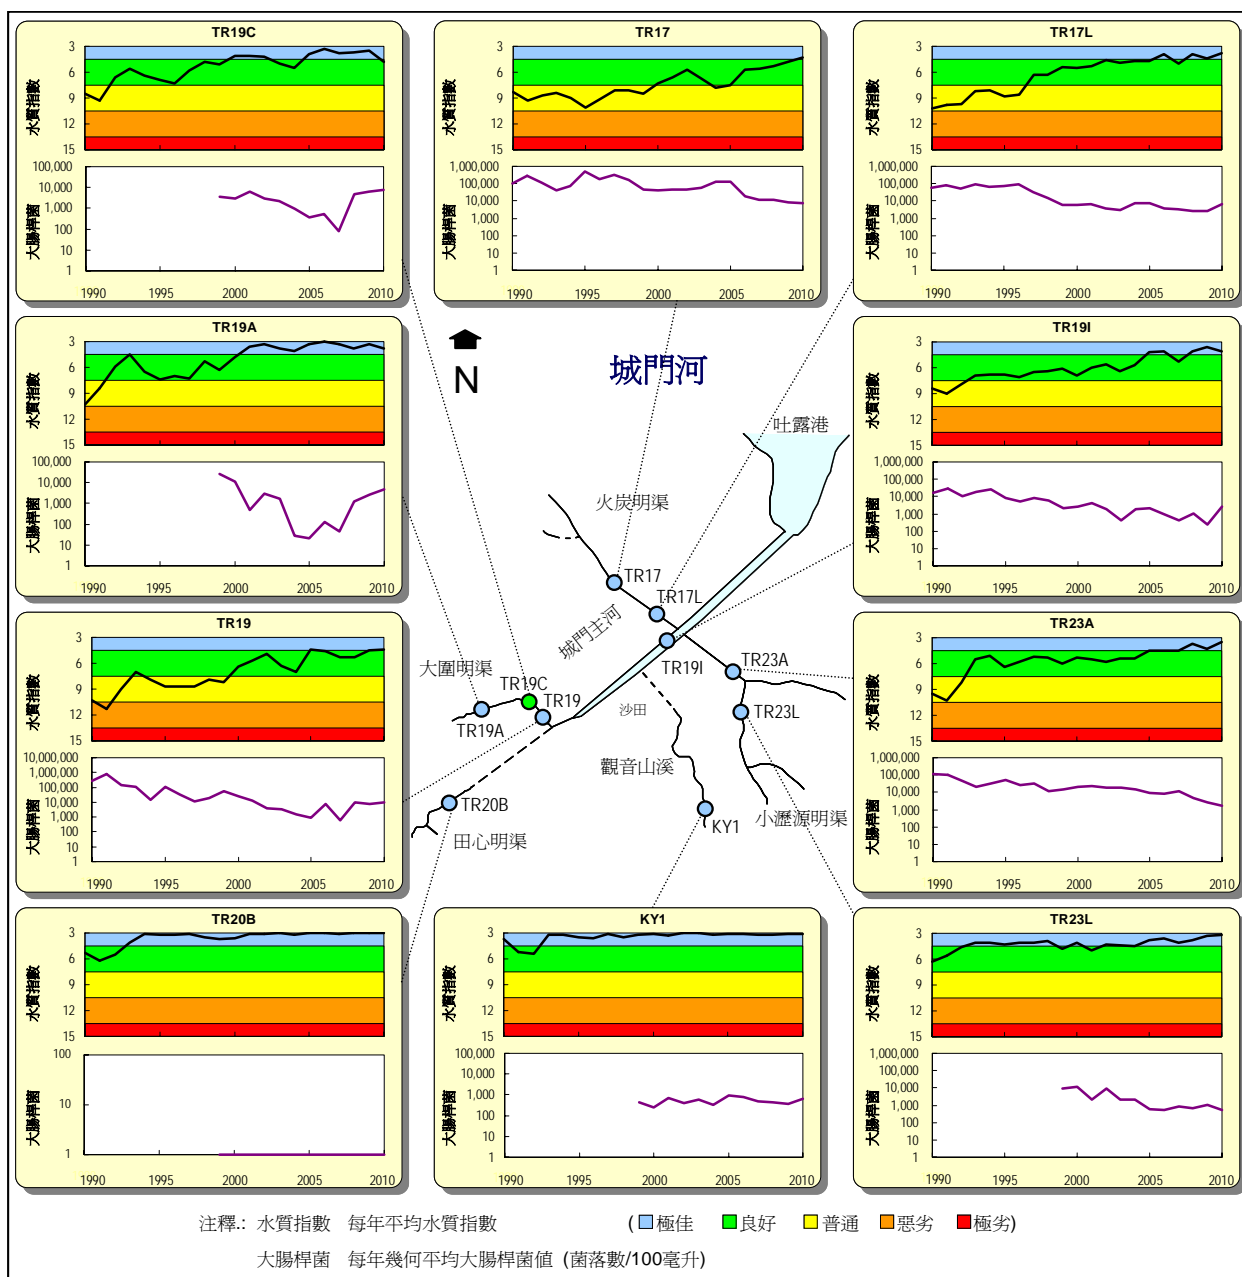 TR19C
3
6
9
12
15
水質指數
100,000
10,000
1,000
100
10
1
大腸桿菌
1990 1995 2000 2005 2010
TR17
3
6
9
12
15
水質指數
1,000,000
100,000
10,000
1,000
100
10
1
大腸桿菌
1990 1995 2000 2005 2010
TR17L
3
6
9
12
15
水質指數
1,000,000
100,000
10,000
1,000
100
10
1
大腸桿菌
1990 1995 2000 2005 2010
TR19A
3
6
9
12
15
水質指數
100,000
10,000
1,000
100
10
1
大腸桿菌
1990 1995 2000 2005 2010
N
城門河
吐露港
火炭明渠
TR17
TR17L
城門主河
TR19I
TR23A
大圍明渠
TR19C
TR19
TR19A
沙田
TR23L
觀音山溪
TR20B
田心明渠
KY1
小瀝源明渠
TR19I
3
6
9
12
15
水質指數
1,000,000
100,000
10,000
1,000
100
10
1
大腸桿菌
1990 1995 2000 2005 2010
TR19
3
6
9
12
15
水質指數
10,000,000
1,000,000
100,000
10,000
1,000
100
10
1
大腸桿菌
1990 1995 2000 2005 2010
TR23A
3
6
9
12
15
水質指數
1,000,000
100,000
10,000
1,000
100
10
1
大腸桿菌
1990 1995 2000 2005 2010
TR20B
3
6
9
12
15
水質指數
100
10
1
大腸桿菌
1990 1995 2000 2005 2010
KY1
3
6
9
12
15
水質指數
100,000
10,000
1,000
100
10
1
大腸桿菌
1990 1995 2000 2005 2010
TR23L
3
6
9
12
15
水質指數
1,000,000
100,000
10,000
1,000
100
10
1
大腸桿菌
1990 1995 2000 2005 2010
注釋.: 水質指數 每年平均水質指數 ( 極佳 良好 普通 惡劣 極劣)
大腸桿菌 每年幾何平均大腸桿菌值 (菌落數/100毫升)